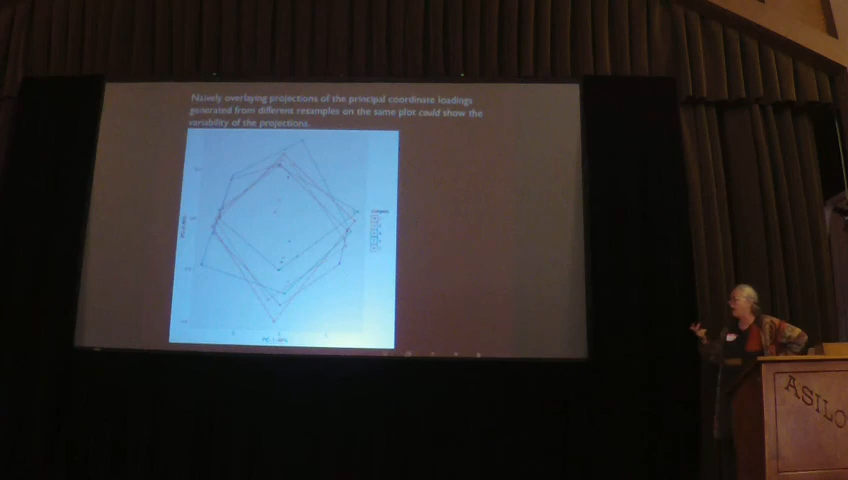 Naively overlaying projections of the principal coordinate loadings
generated from different resamples on the same plot could show the
variability of the projections.
ASILO